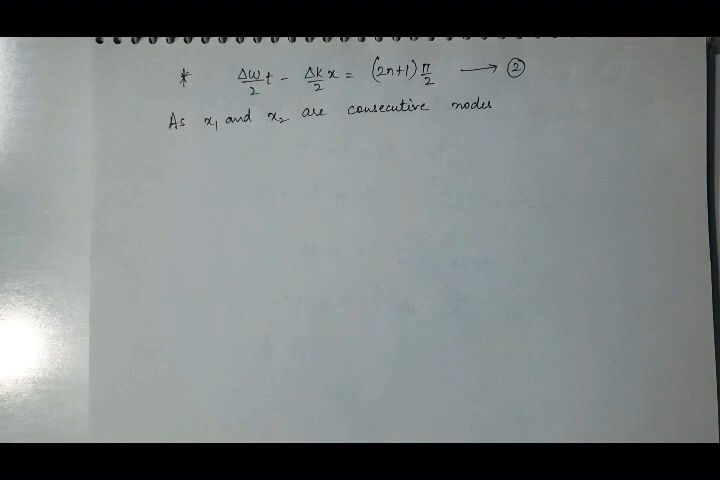 * Δω/2 t - Δk/2 x = (2n+1) π/2 → ②
As x₁ and x₂ are consecutive nodes